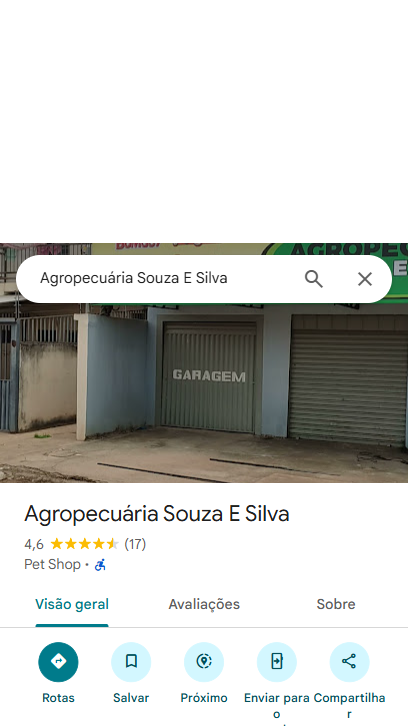 AGROPEC
Agropecuária Souza E Silva
E
GARAGEM
Agropecuária Souza E Silva
4,6 (17)
Pet Shop ·
Visão geral Avaliações Sobre
Rotas Salvar Próximo Enviar para Compartilha
o r